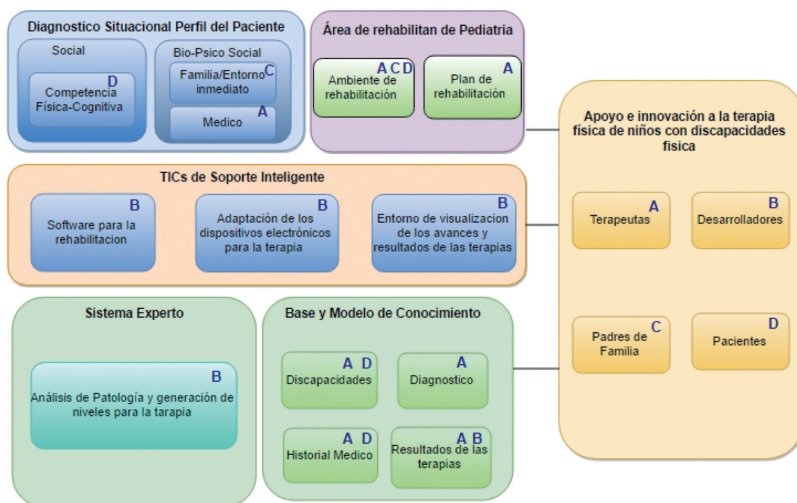 Diagnostico Situacional Perfil del Paciente
Social
D
Competencia
Física-Cognitiva
Bio-Psico Social
Familia/Entorno
C
inmediato
A
Medico
Área de rehabilitan de Pediatria
A C D
Ambiente de
rehabilitación
A
Plan de
rehabilitación
TICs de Soporte Inteligente
B
Software para la
rehabilitacion
B
Adaptación de los
dispositivos electrónicos
para la terapia
B
Entorno de visualizacion
de los avances y
resultados de las terapias
Sistema Experto
B
Análisis de Patología y generación de
niveles para la tarapia
Base y Modelo de Conocimiento
A D
Discapacidades
A
Diagnostico
A D
Historial Medico
A B
Resultados de las
terapias
Apoyo e innovación a la terapia
física de niños con discapacidades
fisica
A
Terapeutas
B
Desarrolladores
C
Padres de
Familia
D
Pacientes